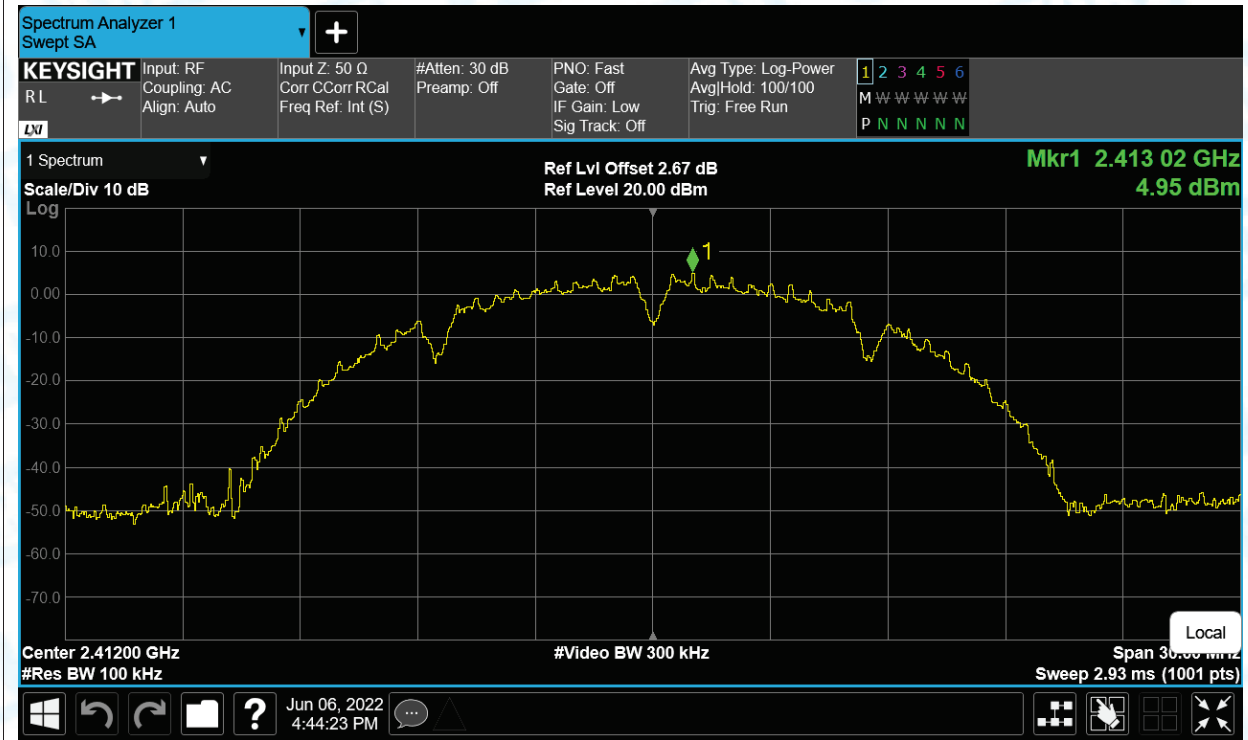 Spectrum Analyzer 1
Swept SA
+
KEYSIGHT
R L
LXI
Input: RF
Coupling: AC
Align: Auto
Input Z: 50 Ω
Corr CCorr RCal
Freq Ref: Int (S)
#Atten: 30 dB
Preamp: Off
PNO: Fast
Gate: Off
IF Gain: Low
Sig Track: Off
Avg Type: Log-Power
Avg|Hold: 100/100
Trig: Free Run
1 2 3 4 5 6
M W W W W W
P N N N N N
1 Spectrum
Scale/Div 10 dB
Log
Ref Lvl Offset 2.67 dB
Ref Level 20.00 dBm
Mkr1 2.413 02 GHz
4.95 dBm
1
10.0
0.00
-10.0
-20.0
-30.0
-40.0
-50.0
-60.0
-70.0
Local
Center 2.41200 GHz
#Video BW 300 kHz
Span 30.00 MHz
#Res BW 100 kHz
Sweep 2.93 ms (1001 pts)
?
Jun 06, 2022
4:44:23 PM